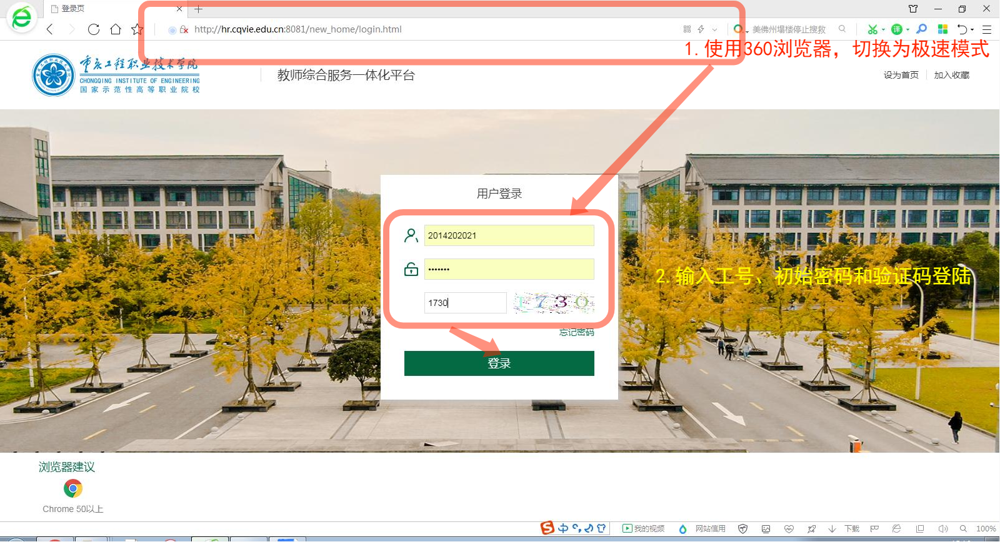 登录页
http://hr.cqvie.edu.cn:8081/new_home/login.html
美佛州塌楼停止搜救
译
1.使用360浏览器，切换为极速模式
重庆工程职业技术学院
CHONGQING INSTITUTE OF ENGINEERING
国家示范性高等职业院校
教师综合服务一体化平台
设为首页
加入收藏
用户登录
2014202021
•••••••
1730
1730
2.输入工号、初始密码和验证码登陆
忘记密码
登录
浏览器建议
Chrome 50以上
S中
我的视频
网站信用
下载
100%